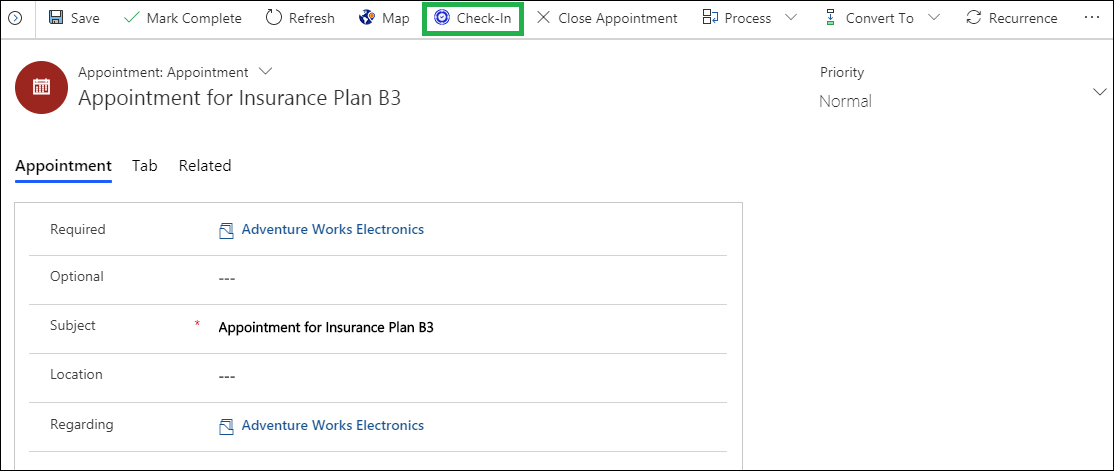 Save Mark Complete Refresh Map Check-In Close Appointment Process Convert To Recurrence ...
Appointment: Appointment
Appointment for Insurance Plan B3
Priority
Normal
Appointment Tab Related
Required Adventure Works Electronics
Optional ---
Subject * Appointment for Insurance Plan B3
Location ---
Regarding Adventure Works Electronics